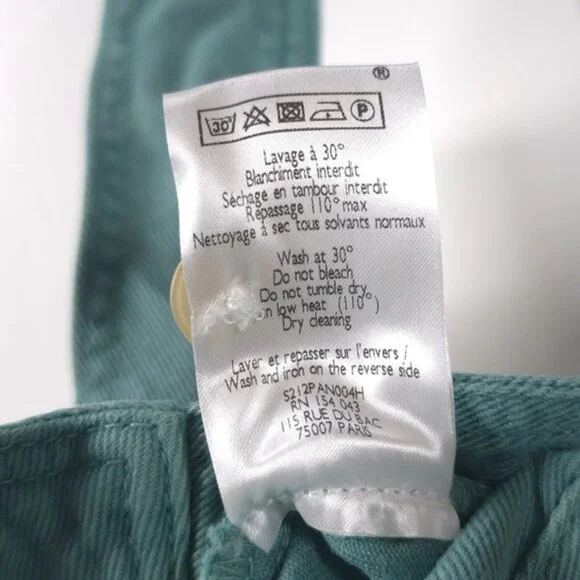 ®
30° P
Lavage à 30°
Blanchiment interdit
Séchage en tambour interdit
Repassage 110° max
Nettoyage à sec tous solvants normaux
Wash at 30°
Do not bleach
Do not tumble dry
n low heat (110°)
Dry cleaning
Laver et repasser sur l'envers /
Wash and iron on the reverse side
S212PAN004H
RN 154 043
115 RUE DU BAC
75007 PARIS